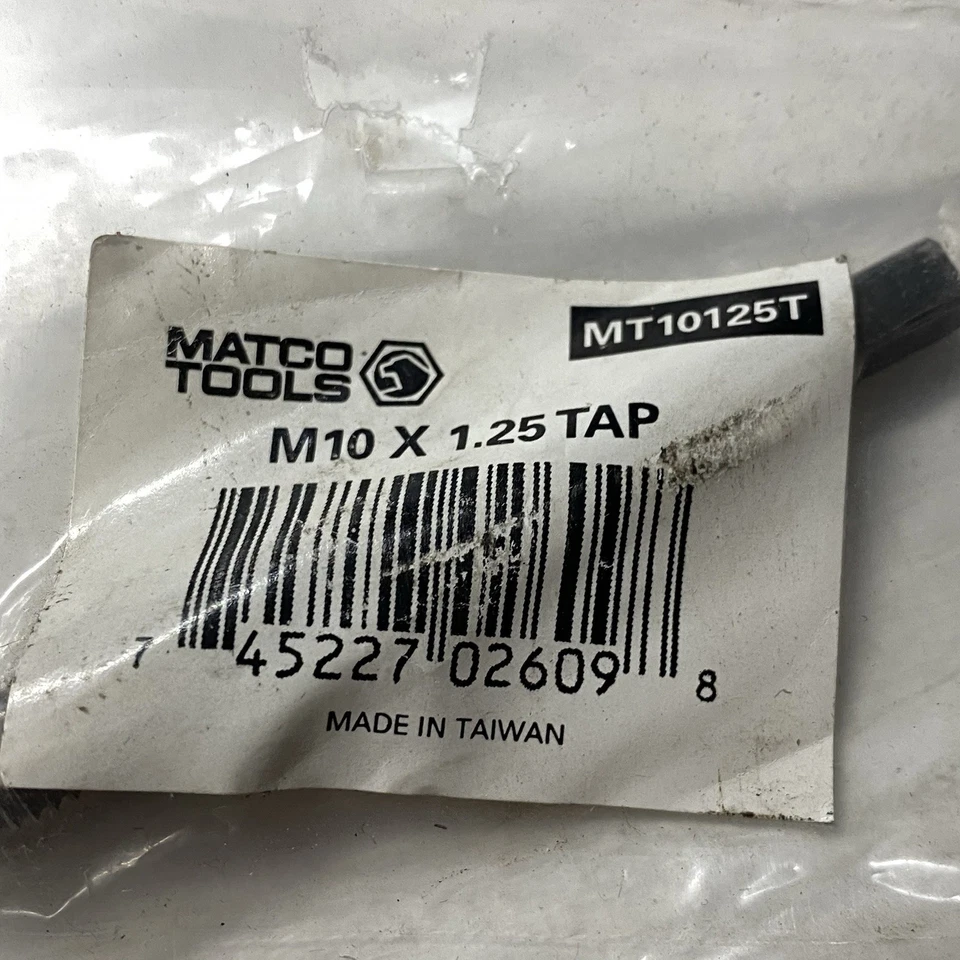 MATCO
TOOLS
MT10125T
M10 X 1.25 TAP
7 45227 02609 8
MADE IN TAIWAN